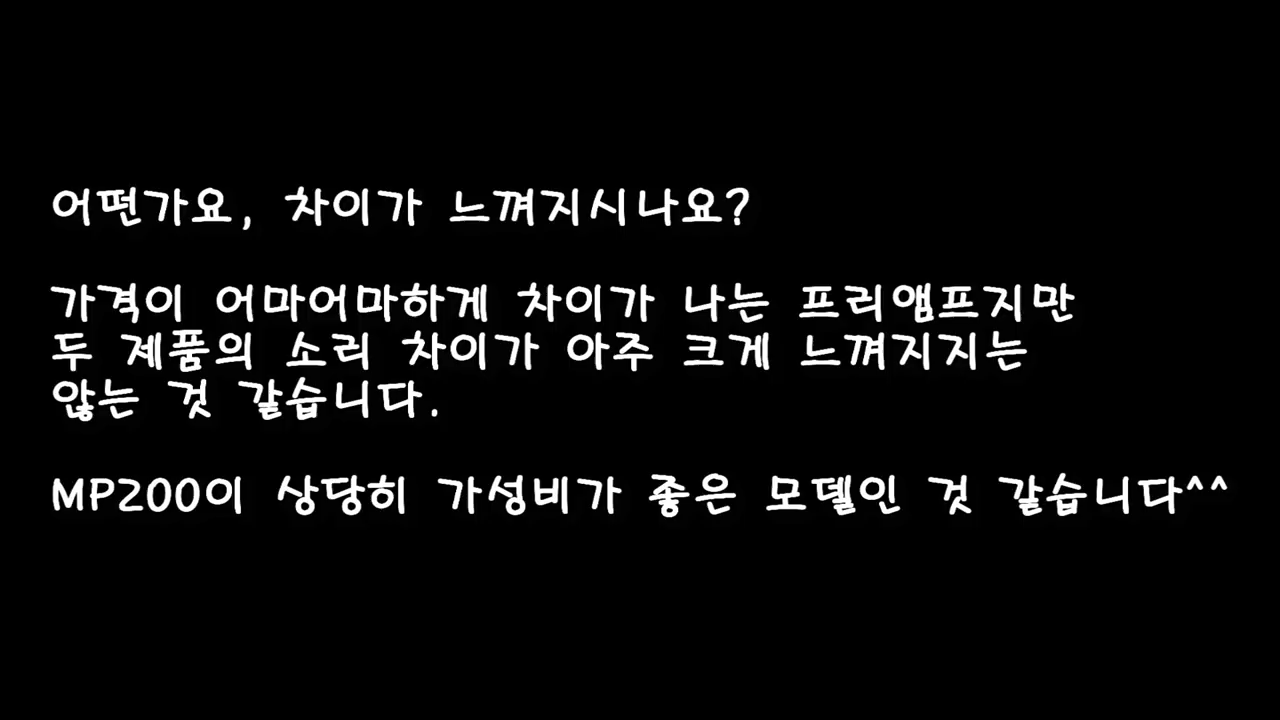 어떤가요, 차이가 느껴지시나요?
가격이 어마어마하게 차이가 나는 프리앰프지만
두 제품의 소리 차이가 아주 크게 느껴지지는
않는 것 같습니다.
MP200이 상당히 가성비가 좋은 모델인 것 같습니다^^